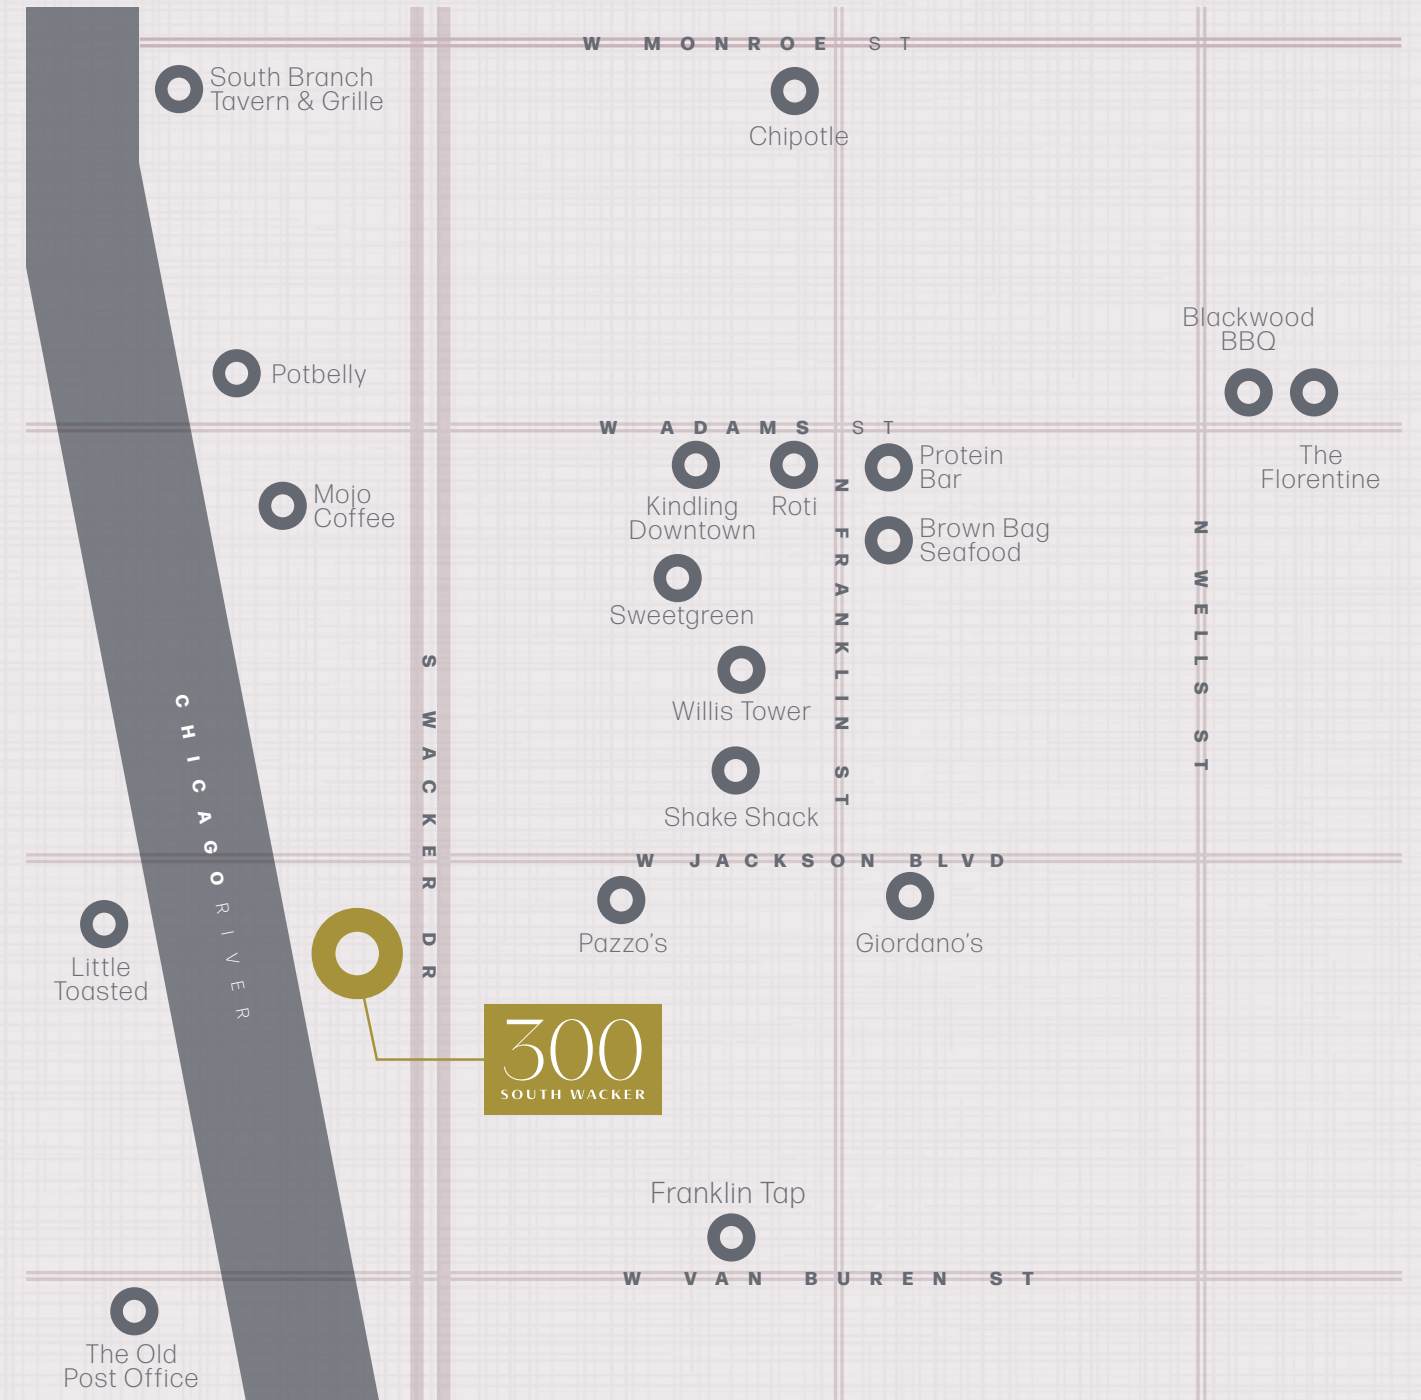 W MONROE ST
South Branch
Tavern & Grille
Chipotle
Blackwood
BBQ
Potbelly
W ADAMS ST
The
Florentine
Protein
Bar
Mojo
Coffee
Kindling
Downtown
Roti
Brown Bag
Seafood
N FRANKLIN ST
N WELLS ST
Sweetgreen
S WACKER DR
Willis Tower
CHICAGO RIVER
Shake Shack
W JACKSON BLVD
Pazzo's
Giordano's
Little
Toasted
300
SOUTH WACKER
Franklin Tap
W VAN BUREN ST
The Old
Post Office